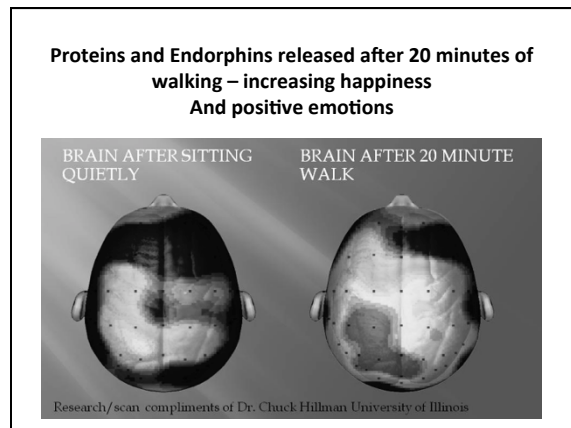 Proteins and Endorphins released after 20 minutes of
walking – increasing happiness
And positive emotions
BRAIN AFTER SITTING
QUIETLY
BRAIN AFTER 20 MINUTE
WALK
Research/scan compliments of Dr. Chuck Hillman University of Illinois